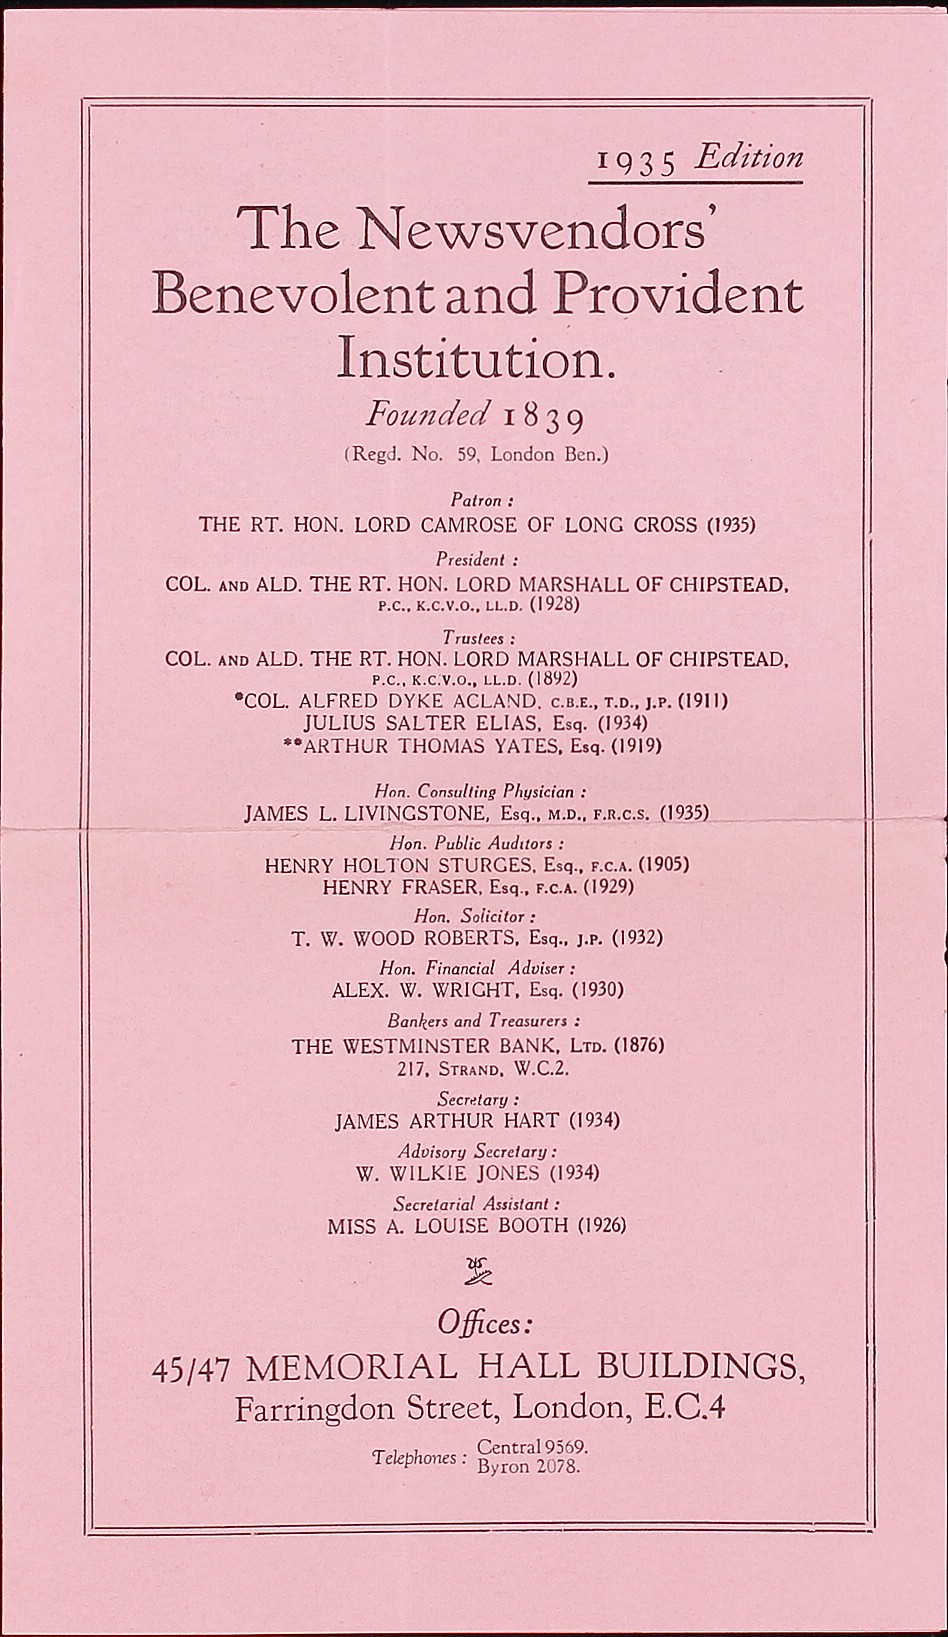 1935 Edition
The Newsvendors'
Benevolent and Provident
Institution.
Founded 1839
(Regd. No. 59, London Ben.)
Patron :
THE RT. HON. LORD CAMROSE OF LONG CROSS (1935)
President :
COL. AND ALD. THE RT. HON. LORD MARSHALL OF CHIPSTEAD,
P.C., K.C.V.O., LL.D. (1928)
Trustees :
COL. AND ALD. THE RT. HON. LORD MARSHALL OF CHIPSTEAD,
P.C., K.C.V.O., LL.D. (1892)
*COL. ALFRED DYKE ACLAND, C.B.E., T.D., J.P. (1911)
JULIUS SALTER ELIAS, Esq. (1934)
**ARTHUR THOMAS YATES, Esq. (1919)
Hon. Consulting Physician :
JAMES L. LIVINGSTONE, Esq., M.D., F.R.C.S. (1935)
Hon. Public Auditors :
HENRY HOLTON STURGES, Esq., F.C.A. (1905)
HENRY FRASER, Esq., F.C.A. (1929)
Hon. Solicitor :
T. W. WOOD ROBERTS, Esq., J.P. (1932)
Hon. Financial Adviser :
ALEX. W. WRIGHT, Esq. (1930)
Bankers and Treasurers :
THE WESTMINSTER BANK, LTD. (1876)
217, STRAND, W.C.2.
Secretary :
JAMES ARTHUR HART (1934)
Advisory Secretary :
W. WILKIE JONES (1934)
Secretarial Assistant :
MISS A. LOUISE BOOTH (1926)
Offices :
45/47 MEMORIAL HALL BUILDINGS,
Farringdon Street, London, E.C.4
Telephones : Central 9569.
Byron 2078.